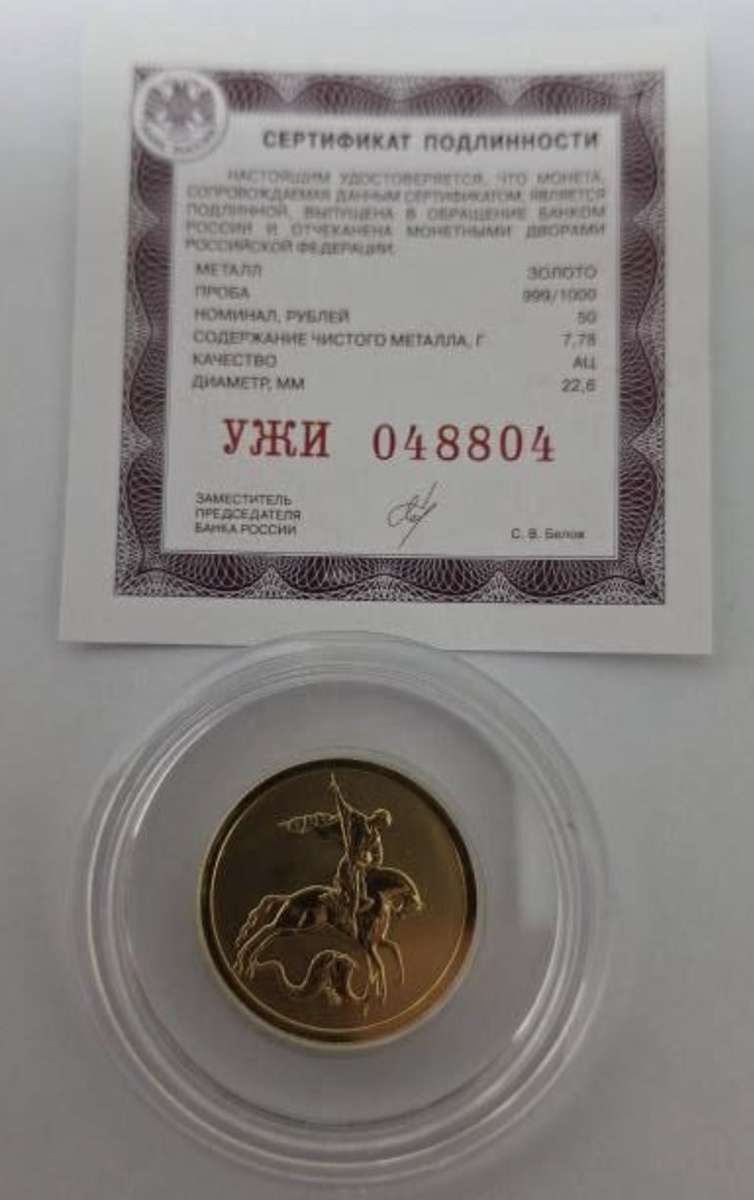 СЕРТИФИКАТ ПОДЛИННОСТИ
НАСТОЯЩИМ УДОСТОВЕРЯЕТСЯ, ЧТО МОНЕТА,
СОПРОВОЖДАЕМАЯ ДАННЫМ СЕРТИФИКАТОМ, ЯВЛЯЕТСЯ
ПОДЛИННОЙ, ВЫПУЩЕНА В ОБРАЩЕНИЕ БАНКОМ
РОССИИ И ОТЧЕКАНЕНА МОНЕТНЫМИ ДВОРАМИ
РОССИЙСКОЙ ФЕДЕРАЦИИ.
МЕТАЛЛ ЗОЛОТО
ПРОБА 999/1000
НОМИНАЛ, РУБЛЕЙ 50
СОДЕРЖАНИЕ ЧИСТОГО МЕТАЛЛА, Г 7,78
КАЧЕСТВО АЦ
ДИАМЕТР, ММ 22,6
УЖИ 048804
ЗАМЕСТИТЕЛЬ
ПРЕДСЕДАТЕЛЯ
БАНКА РОССИИ
С. В. Белов